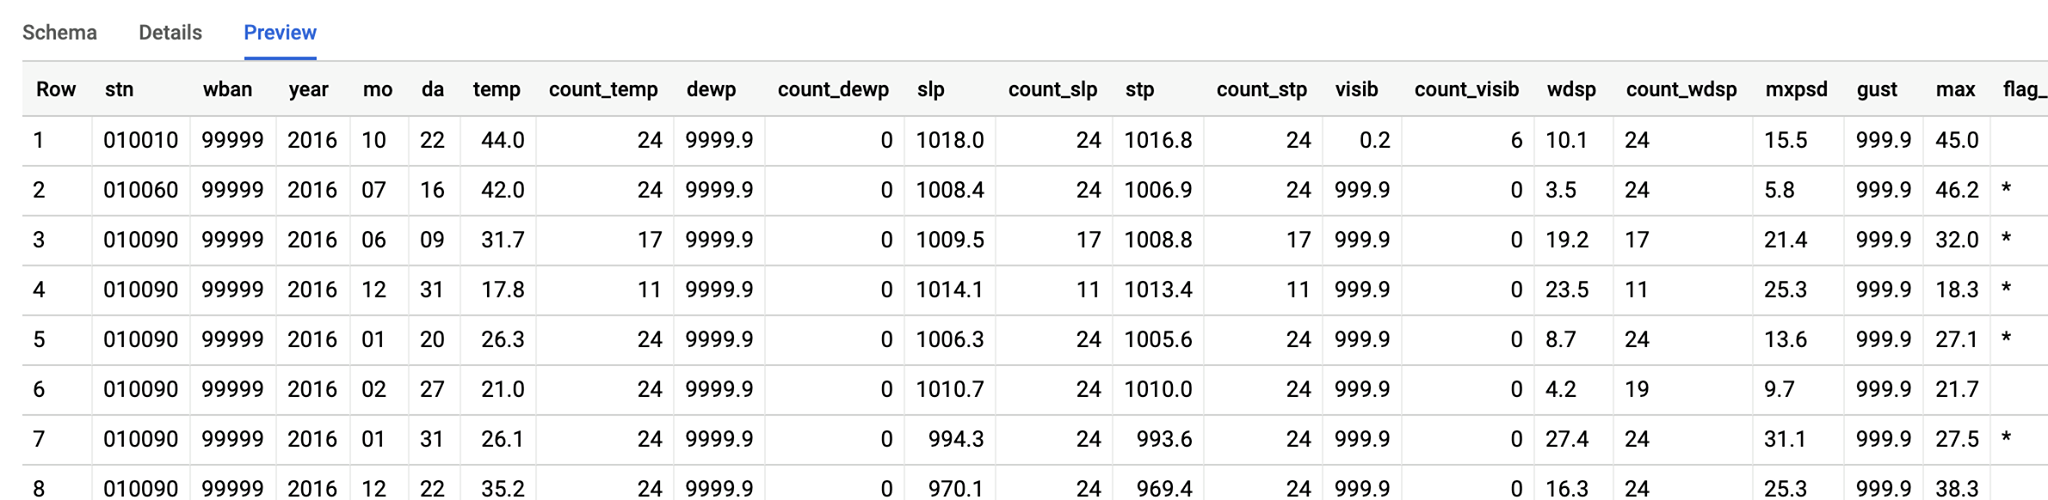 Schema Details Preview
Row stn wban year mo da temp count_temp dewp count_dewp slp count_slp stp count_stp visib count_visib wdsp count_wdsp mxpsd gust max flag_
1 010010 99999 2016 10 22 44.0 24 9999.9 0 1018.0 24 1016.8 24 0.2 6 10.1 24 15.5 999.9 45.0
2 010060 99999 2016 07 16 42.0 24 9999.9 0 1008.4 24 1006.9 24 999.9 0 3.5 24 5.8 999.9 46.2 *
3 010090 99999 2016 06 09 31.7 17 9999.9 0 1009.5 17 1008.8 17 999.9 0 19.2 17 21.4 999.9 32.0 *
4 010090 99999 2016 12 31 17.8 11 9999.9 0 1014.1 11 1013.4 11 999.9 0 23.5 11 25.3 999.9 18.3 *
5 010090 99999 2016 01 20 26.3 24 9999.9 0 1006.3 24 1005.6 24 999.9 0 8.7 24 13.6 999.9 27.1 *
6 010090 99999 2016 02 27 21.0 24 9999.9 0 1010.7 24 1010.0 24 999.9 0 4.2 19 9.7 999.9 21.7
7 010090 99999 2016 01 31 26.1 24 9999.9 0 994.3 24 993.6 24 999.9 0 27.4 24 31.1 999.9 27.5 *
8 010090 99999 2016 12 22 35.2 24 9999.9 0 970.1 24 969.4 24 999.9 0 16.3 24 25.3 999.9 38.3